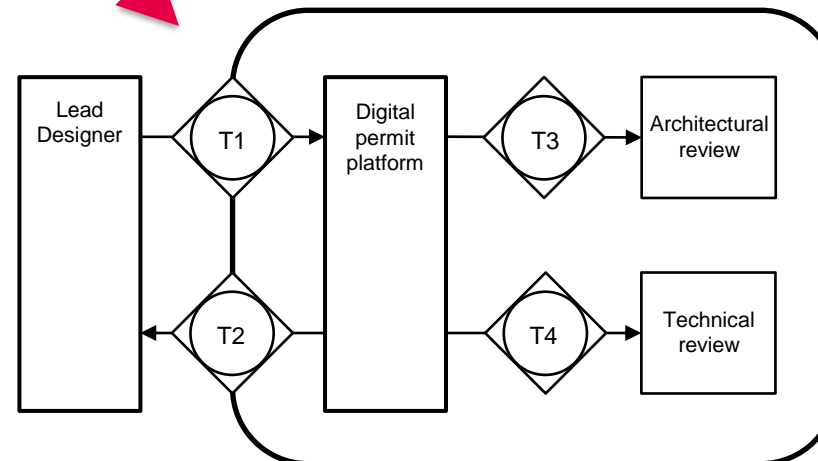 Lead
Designer
T1
Digital
permit
platform
T3
Architectural
review
T2
T4
Technical
review